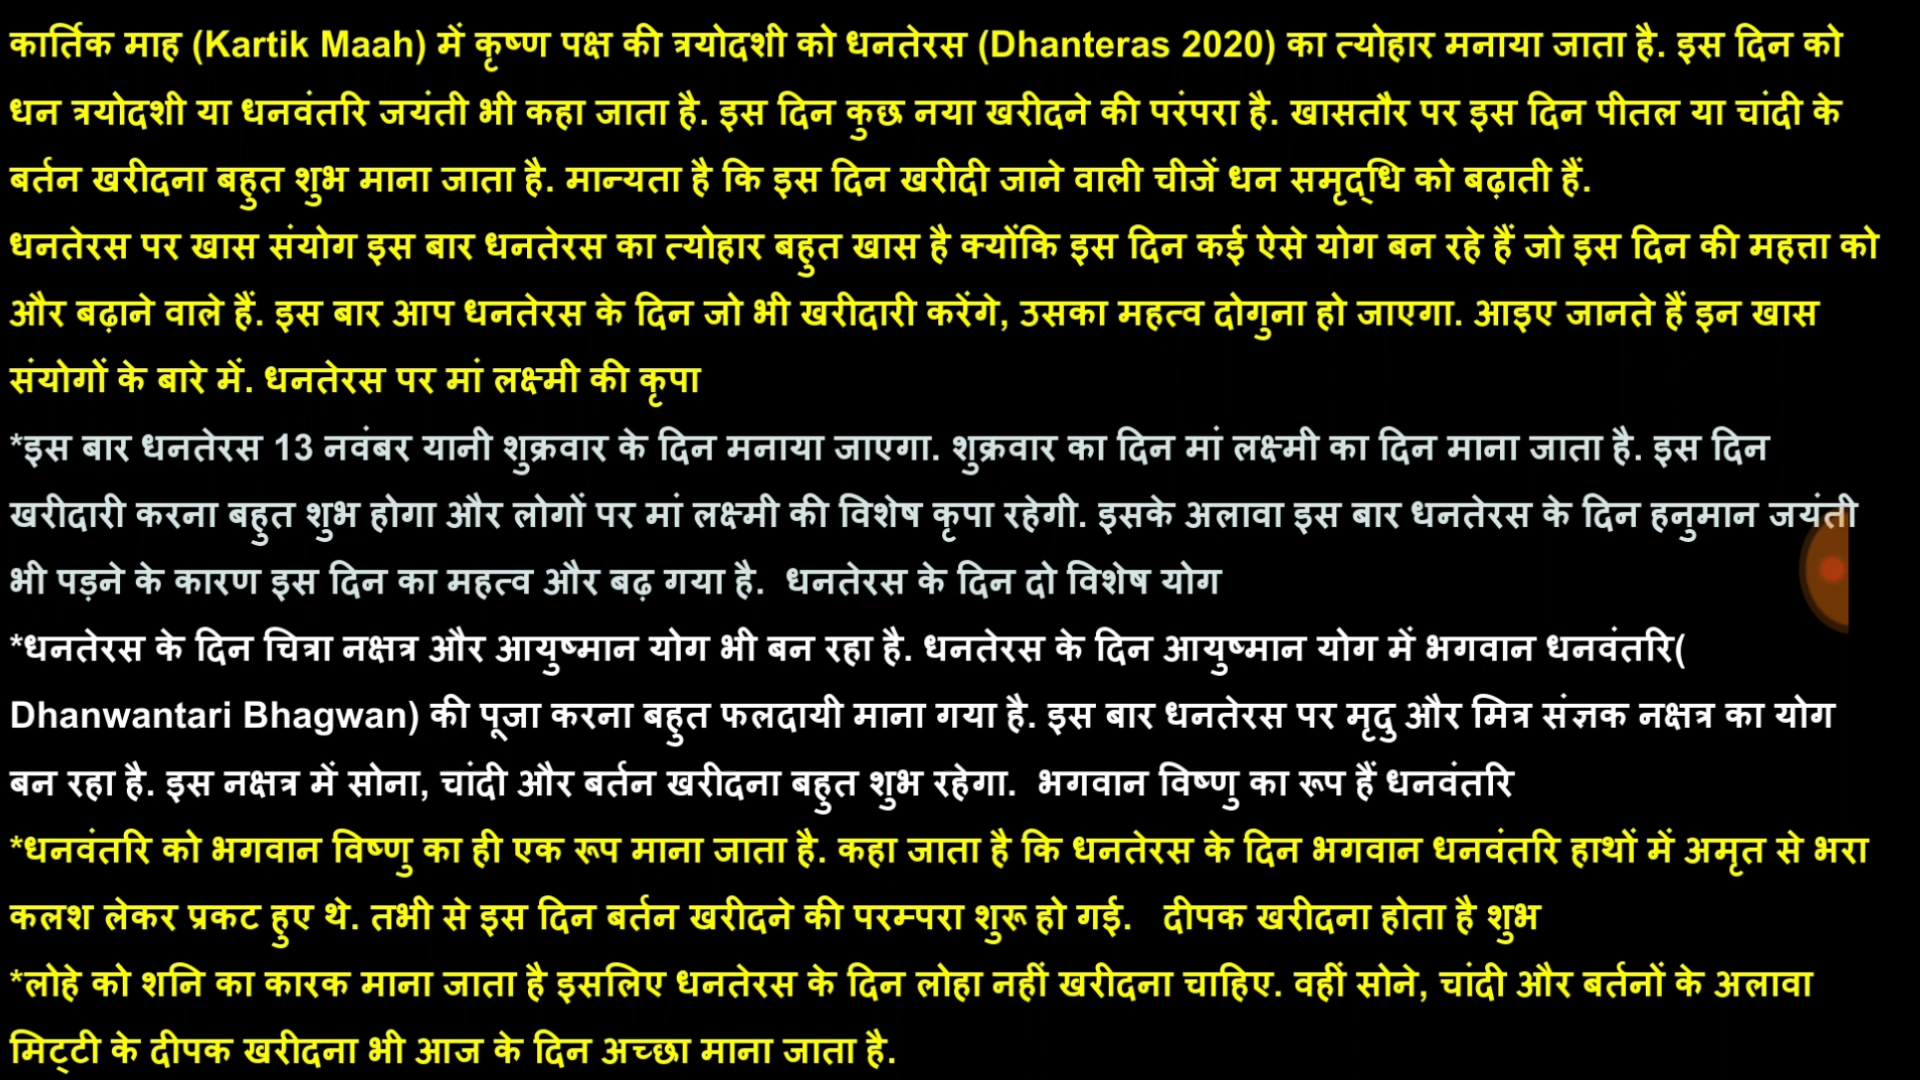 कार्तिक माह (Kartik Maah) में कृष्ण पक्ष की त्रयोदशी को धनतेरस (Dhanteras 2020) का त्योहार मनाया जाता है. इस दिन को
धन त्रयोदशी या धनवंतरि जयंती भी कहा जाता है. इस दिन कुछ नया खरीदने की परंपरा है. खासतौर पर इस दिन पीतल या चांदी के
बर्तन खरीदना बहुत शुभ माना जाता है. मान्यता है कि इस दिन खरीदी जाने वाली चीजें धन समृद्धि को बढ़ाती हैं.
धनतेरस पर खास संयोग इस बार धनतेरस का त्योहार बहुत खास है क्योंकि इस दिन कई ऐसे योग बन रहे हैं जो इस दिन की महत्ता को
और बढ़ाने वाले हैं. इस बार आप धनतेरस के दिन जो भी खरीदारी करेंगे, उसका महत्व दोगुना हो जाएगा. आइए जानते हैं इन खास
संयोगों के बारे में. धनतेरस पर मां लक्ष्मी की कृपा
*इस बार धनतेरस 13 नवंबर यानी शुक्रवार के दिन मनाया जाएगा. शुक्रवार का दिन मां लक्ष्मी का दिन माना जाता है. इस दिन
खरीदारी करना बहुत शुभ होगा और लोगों पर मां लक्ष्मी की विशेष कृपा रहेगी. इसके अलावा इस बार धनतेरस के दिन हनुमान जयंती
भी पड़ने के कारण इस दिन का महत्व और बढ़ गया है.  धनतेरस के दिन दो विशेष योग
*धनतेरस के दिन चित्रा नक्षत्र और आयुष्मान योग भी बन रहा है. धनतेरस के दिन आयुष्मान योग में भगवान धनवंतरि(
Dhanwantari Bhagwan) की पूजा करना बहुत फलदायी माना गया है. इस बार धनतेरस पर मृदु और मित्र संज्ञक नक्षत्र का योग
बन रहा है. इस नक्षत्र में सोना, चांदी और बर्तन खरीदना बहुत शुभ रहेगा.  भगवान विष्णु का रूप हैं धनवंतरि
*धनवंतरि को भगवान विष्णु का ही एक रूप माना जाता है. कहा जाता है कि धनतेरस के दिन भगवान धनवंतरि हाथों में अमृत से भरा
कलश लेकर प्रकट हुए थे. तभी से इस दिन बर्तन खरीदने की परम्परा शुरू हो गई.   दीपक खरीदना होता है शुभ
*लोहे को शनि का कारक माना जाता है इसलिए धनतेरस के दिन लोहा नहीं खरीदना चाहिए. वहीं सोने, चांदी और बर्तनों के अलावा
मिट्टी के दीपक खरीदना भी आज के दिन अच्छा माना जाता है.